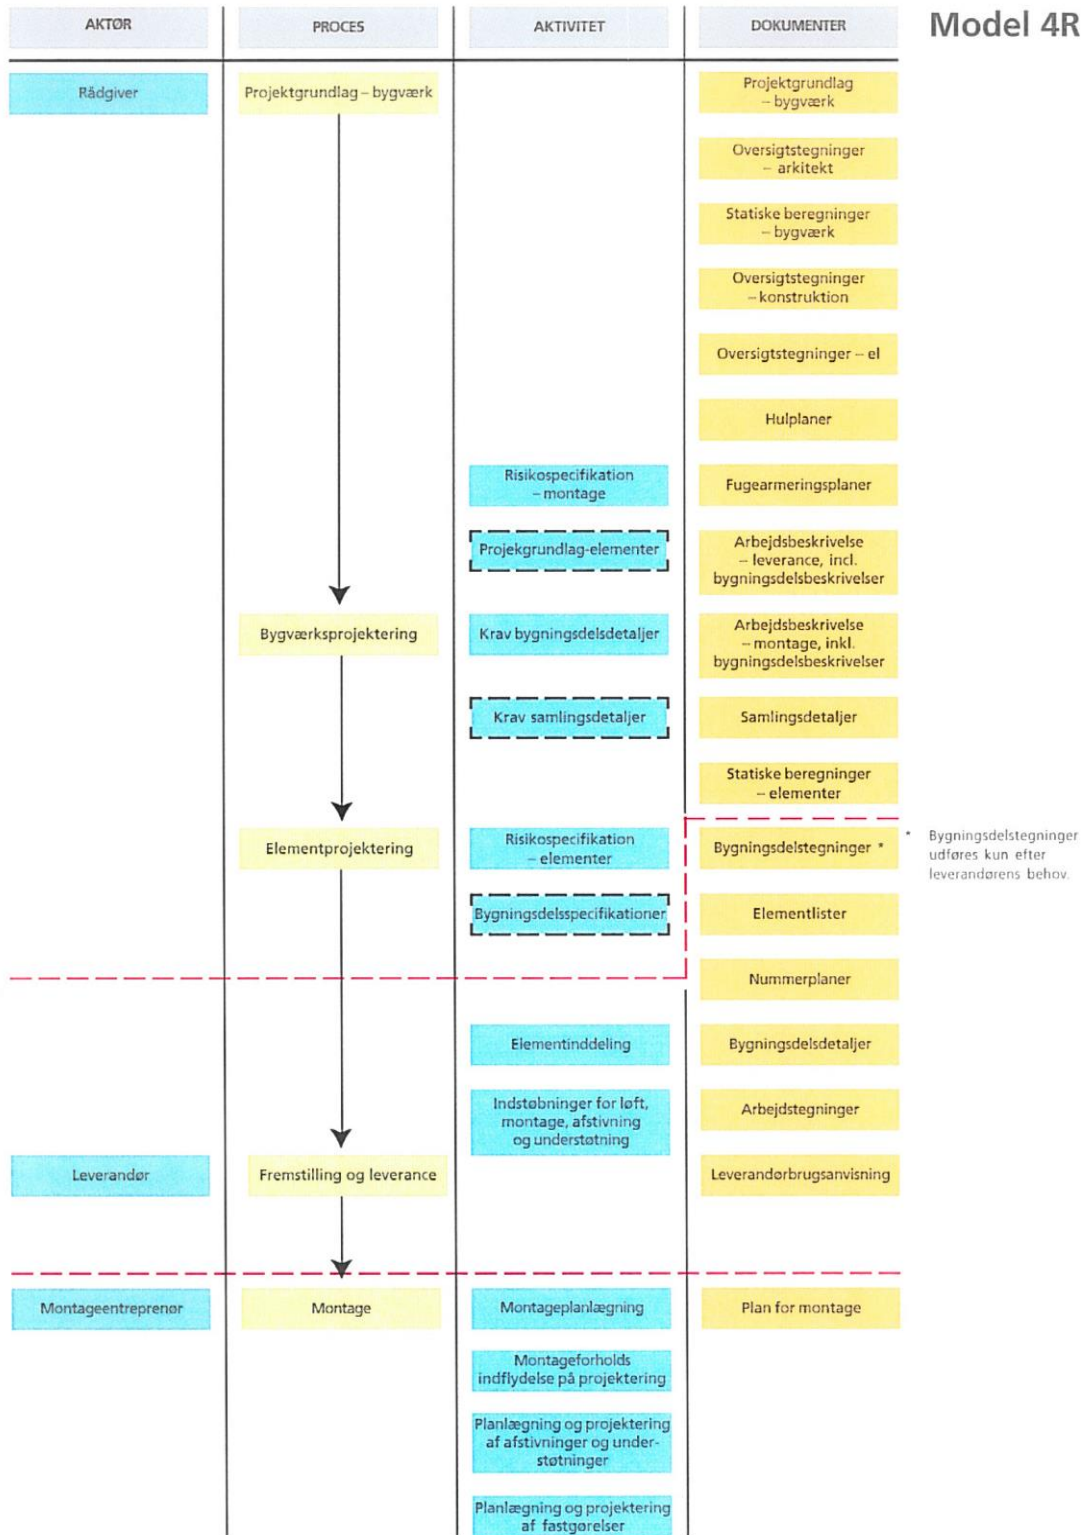 AKTØR
PROCES
AKTIVITET
DOKUMENTER
Model 4R
Rådgiver
Projektgrundlag – bygværk
Projektgrundlag
– bygværk
Oversigtstegninger
– arkitekt
Statiske beregninger
– bygværk
Oversigtstegninger
– konstruktion
Oversigtstegninger – el
Hulplaner
Risikospecifikation
– montage
Fugearmeringsplaner
Projekgrundlag-elementer
Arbejdsbeskrivelse
– leverance, incl.
bygningsdelsbeskrivelser
Bygværksprojektering
Krav bygningsdelsdetaljer
Arbejdsbeskrivelse
– montage, inkl.
bygningsdelsbeskrivelser
Krav samlingsdetaljer
Samlingsdetaljer
Statiske beregninger
– elementer
Elementprojektering
Risikospecifikation
– elementer
Bygningsdelstegninger *
* Bygningsdelstegninger
udføres kun efter
leverandørens behov.
Bygningsdelsspecifikationer
Elementlister
Nummerplaner
Elementinddeling
Bygningsdelsdetaljer
Indstøbninger for løft,
montage, afstivning
og understøtning
Arbejdstegninger
Leverandør
Fremstilling og leverance
Leverandørbrugsanvisning
Montageentreprenør
Montage
Montageplanlægning
Plan for montage
Montageforholds
indflydelse på projektering
Planlægning og projektering
af afstivninger og under-
støtninger
Planlægning og projektering
af fastgørelser